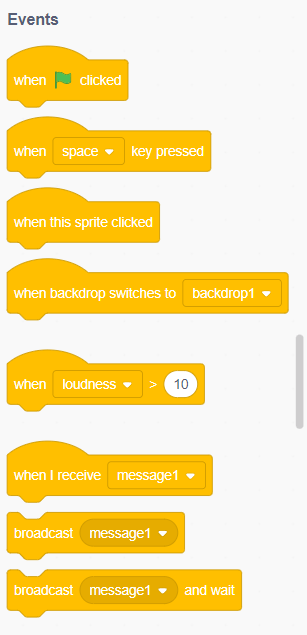 Events
when clicked
when space key pressed
when this sprite clicked
when backdrop switches to backdrop1
when loudness > 10
when I receive message1
broadcast message1
broadcast message1 and wait